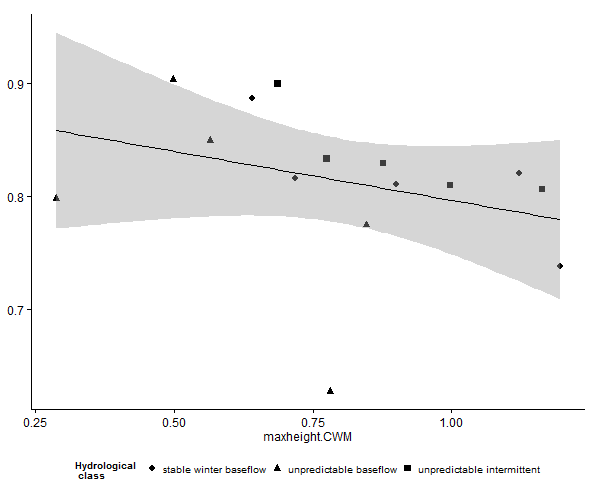 0.9
0.8
0.7
0.25 0.50 0.75 1.00
maxheight.CWM
Hydrological
class
stable winter baseflow unpredictable baseflow unpredictable intermittent